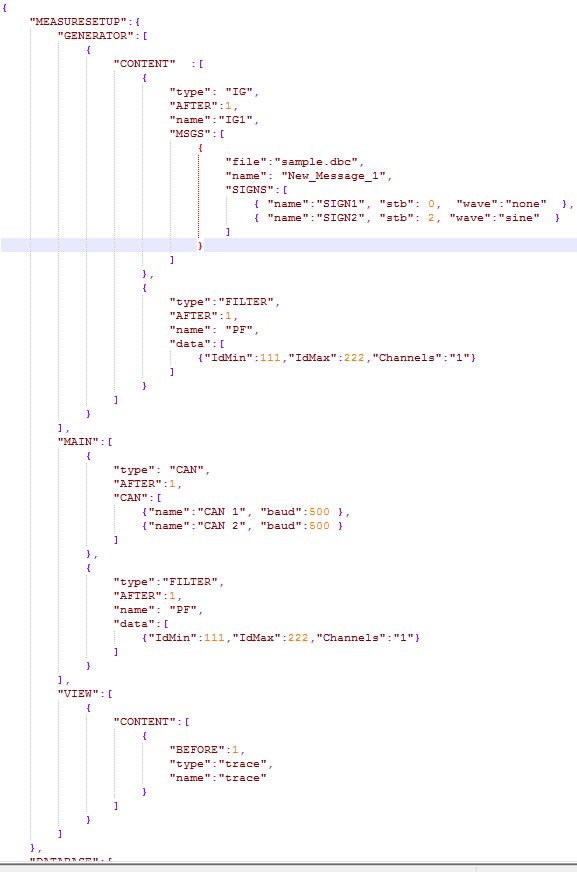 {
"MEASURESETUP":{
"GENERATOR":[
{
"CONTENT"  :[
{
"type": "IG",
"AFTER":1,
"name":"IG1",
"MSGS":[
{
"file":"sample.dbc",
"name": "New_Message_1",
"SIGNS":[
{ "name":"SIGN1", "stb": 0,  "wave":"none"  },
{ "name":"SIGN2", "stb": 2, "wave":"sine"  }
]
}
]
},
{
"type":"FILTER",
"AFTER":1,
"name": "PF",
"data":[
{"IdMin":111,"IdMax":222,"Channels":"1"}
]
}
]
}
],
"MAIN":[
{
"type": "CAN",
"AFTER":1,
"CAN":[
{"name":"CAN 1", "baud":500 },
{"name":"CAN 2", "baud":500 }
]
},
{
"type":"FILTER",
"AFTER":1,
"name": "PF",
"data":[
{"IdMin":111,"IdMax":222,"Channels":"1"}
]
}
],
"VIEW":[
{
"CONTENT":[
{
"BEFORE":1,
"type":"trace",
"name":"trace"
}
]
}
]
},
"DATABASE":[